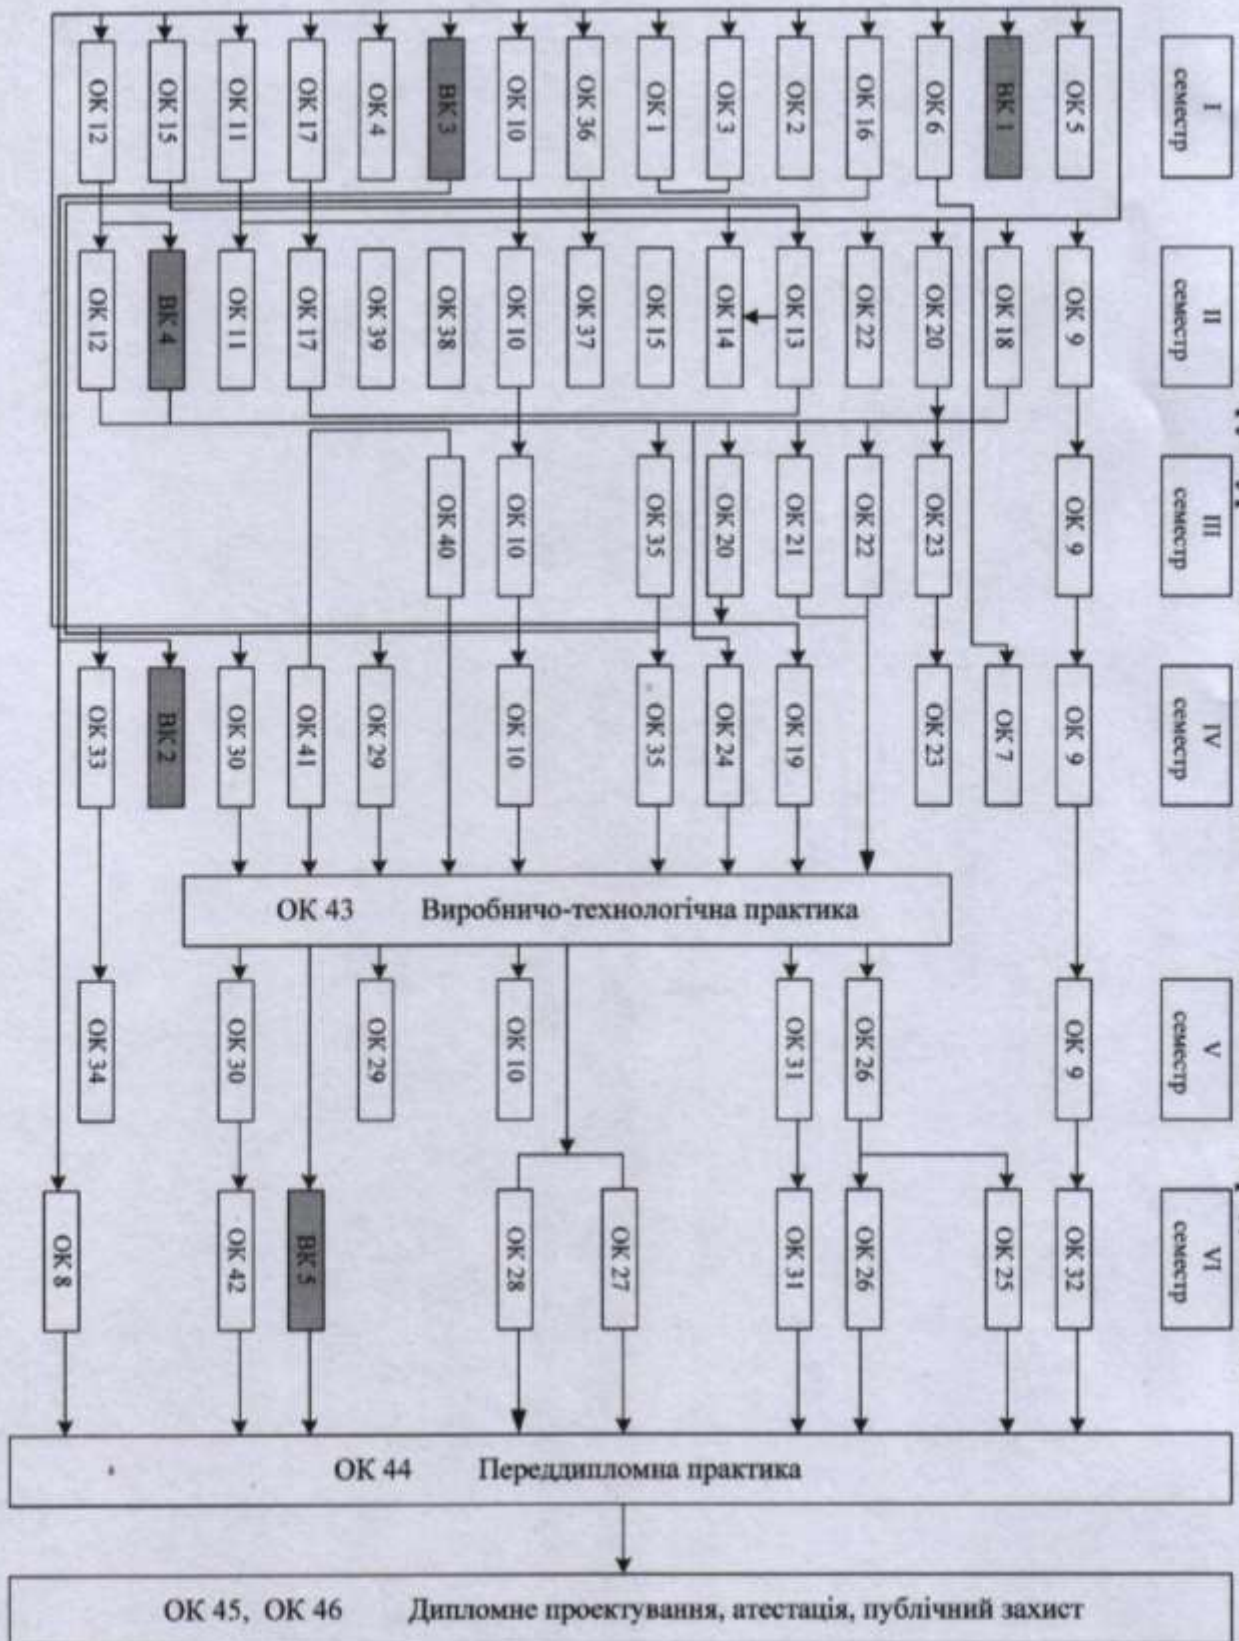 I
семестр
ОК 5
ВК 1
ОК 6
ОК 16
ОК 2
ОК 3
ОК 1
ОК 36
ОК 10
ВК 3
ОК 4
ОК 17
ОК 11
ОК 15
ОК 12
II
семестр
ОК 9
ОК 18
ОК 20
ОК 22
ОК 13
ОК 14
ОК 15
ОК 37
ОК 10
ОК 38
ОК 39
ОК 17
ОК 11
ВК 4
ОК 12
III
семестр
ОК 9
ОК 23
ОК 22
ОК 21
ОК 20
ОК 35
ОК 10
ОК 40
IV
семестр
ОК 9
ОК 7
ОК 23
ОК 19
ОК 24
ОК 35
ОК 10
ОК 29
ОК 41
ОК 30
ВК 2
ОК 33
ОК 43 Виробничо-технологічна практика
V
семестр
ОК 9
ОК 26
ОК 31
ОК 10
ОК 29
ОК 30
ОК 34
VI
семестр
ОК 32
ОК 25
ОК 26
ОК 31
ОК 27
ОК 28
ВК 5
ОК 42
ОК 8
ОК 44 Переддипломна практика
ОК 45, ОК 46 Дипломне проектування, атестація, публічний захист